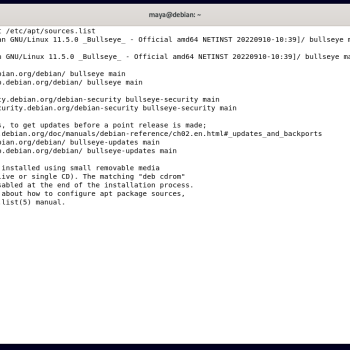 maya@debian: ~
/etc/apt/sources.list
GNU/Linux 11.5.0 _Bullseye_ - Official amd64 NETINST 20220910-10:39]/ bullseye
GNU/Linux 11.5.0 _Bullseye_ - Official amd64 NETINST 20220910-10:39]/ bullseye
ian.org/debian/ bullseye main
.debian.org/debian/ bullseye main
ty.debian.org/debian-security bullseye-security main
curity.debian.org/debian-security bullseye-security main
, to get updates before a point release is made;
debian.org/doc/manuals/debian-reference/ch02.en.html#_updates_and_backports
ian.org/debian/ bullseye-updates main
.debian.org/debian/ bullseye-updates main
installed using small removable media
ive or single CD). The matching "deb cdrom"
sabled at the end of the installation process.
about how to configure apt package sources,
list(5) manual.